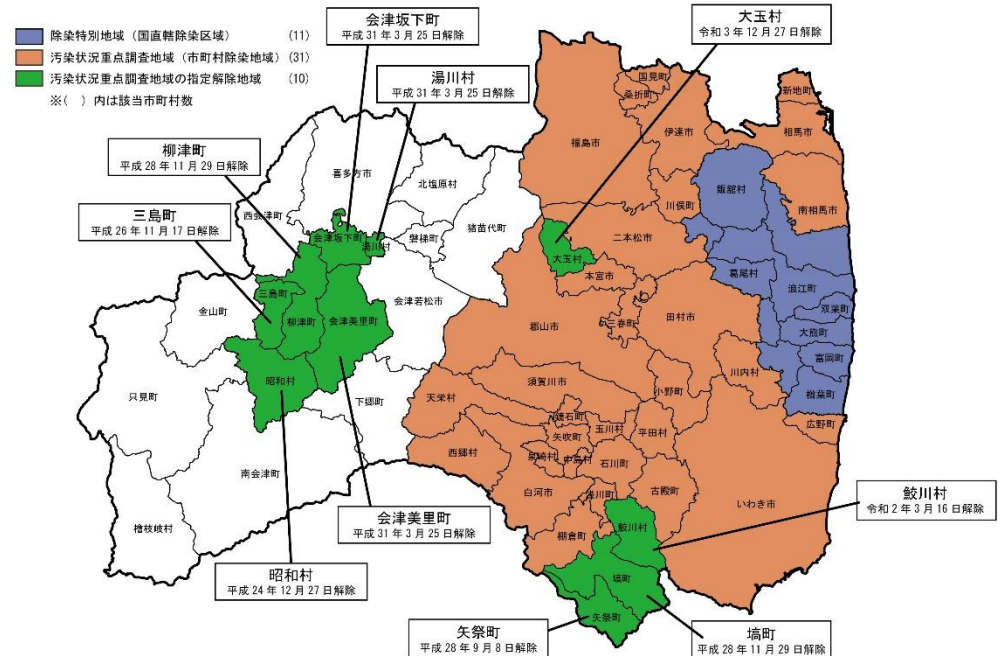 除染特別地域（国直轄除染区域） (11)
汚染状況重点調査地域（市町村除染地域） (31)
汚染状況重点調査地域の指定解除地域 (10)
※( )内は該当市町村数
会津坂下町
平成31年3月25日解除
湯川村
平成31年3月25日解除
大玉村
令和3年12月27日解除
柳津町
平成28年11月29日解除
三島町
平成26年11月17日解除
国見町
桑折町
新地町
相馬市
伊達市
福島市
喜多方市
北塩原村
飯舘村
川俣町
南相馬市
西会津町
会津坂下町
湯川村
磐梯町
猪苗代町
二本松市
大玉村
本宮市
葛尾村
浪江町
双葉町
三島町
柳津町
会津美里町
会津若松市
金山町
郡山市
三春町
田村市
大熊町
富岡町
川内村
楢葉町
広野町
昭和村
只見町
下郷町
須賀川市
天栄村
小野町
鏡石町
矢吹町
玉川村
平田村
西郷村
泉崎村
中島村
石川町
南会津町
白河市
浅川町
古殿町
いわき市
檜枝岐村
棚倉町
鮫川村
塙町
矢祭町
会津美里町
平成31年3月25日解除
鮫川村
令和2年3月16日解除
昭和村
平成24年12月27日解除
矢祭町
平成28年9月8日解除
塙町
平成28年11月29日解除